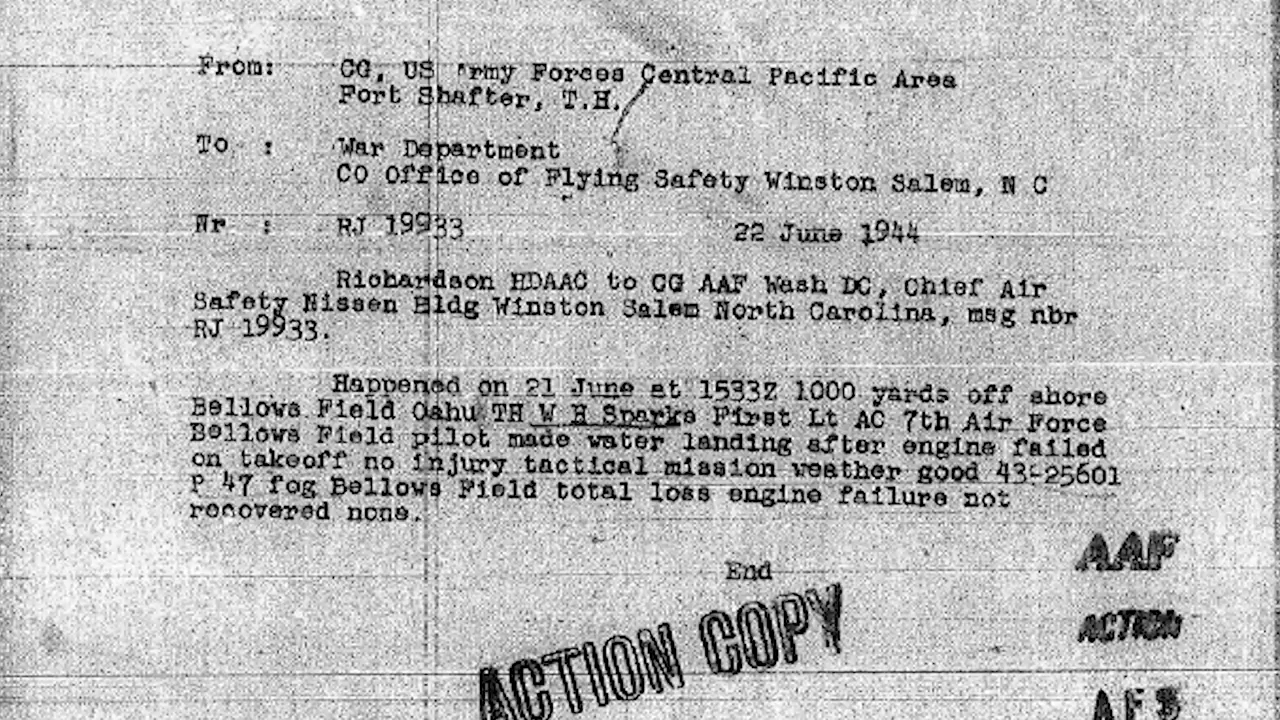 From: CG, US Army Forces Central Pacific Area
Fort Shafter, T.H.
To : War Department
CO Office of Flying Safety Winston Salem, N C
Nr : RJ 19933 22 June 1944
Richardson HDAAC to CG AAF Wash DC, Chief Air
Safety Nissen Bldg Winston Salem North Carolina, msg nbr
RJ 19933.
Happened on 21 June at 1533Z 1000 yards off shore
Bellows Field Oahu TH W H Sparks First Lt AC 7th Air Force
Bellows Field pilot made water landing after engine failed
on takeoff no injury tactical mission weather good 43-25601
P 47 fog Bellows Field total loss engine failure not
recovered none.
End
AAF
ACTION COPY
ACTION